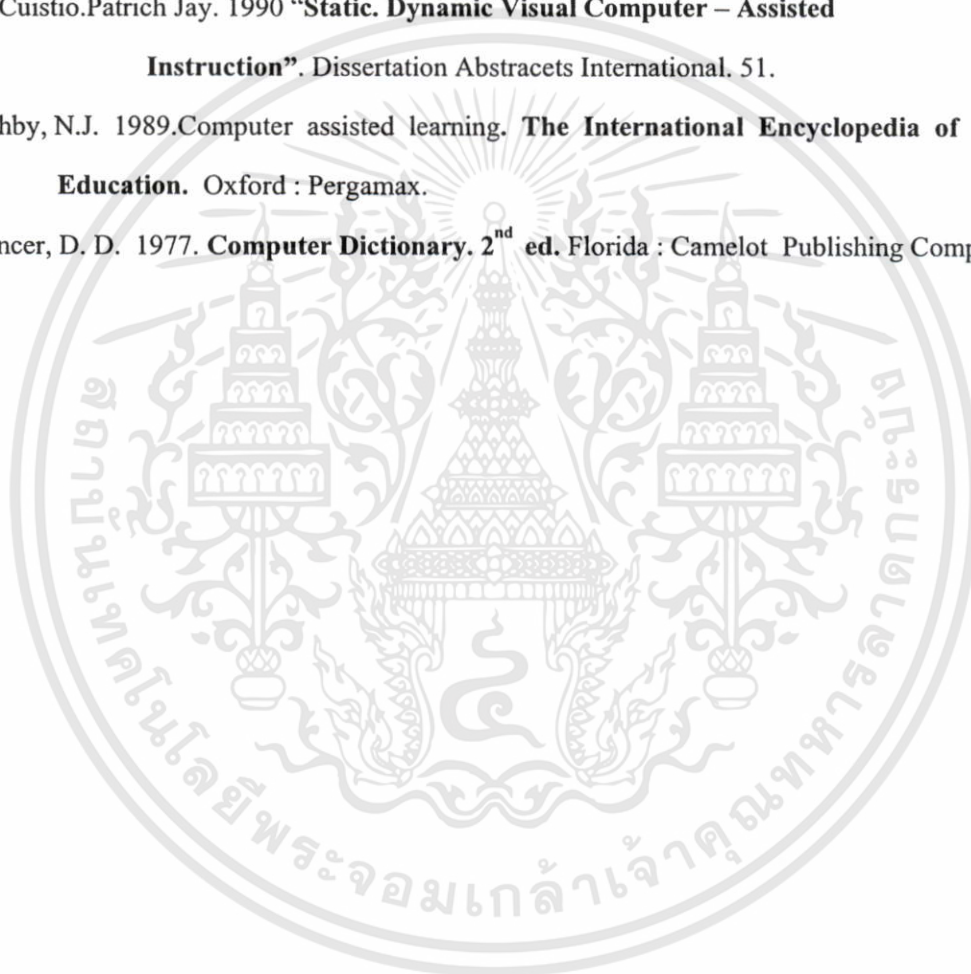 Cuistio.Patrich Jay. 1990 “Static. Dynamic Visual Computer – Assisted
Instruction”. Dissertation Abstracets International. 51.
hby, N.J. 1989.Computer assisted learning. The International Encyclopedia of
Education. Oxford : Pergamax.
ncer, D. D. 1977. Computer Dictionary. 2nd ed. Florida : Camelot Publishing Comp
สถาบันเทคโนโลยีพระจอมเกล้าเจ้าคุณทหารลาดกระบัง